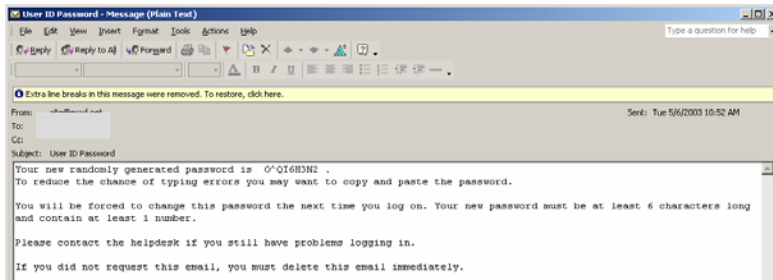 User ID Password - Message (Plain Text)
File Edit View Insert Format Tools Actions Help
Type a question for help
Reply Reply to All Forward
A B I U
Extra line breaks in this message were removed. To restore, click here.
From: Sent: Tue 5/6/2003 10:52 AM
To:
Cc:
Subject: User ID Password
Your new randomly generated password is O^QI6H3N2 .
To reduce the chance of typing errors you may want to copy and paste the password.
You will be forced to change this password the next time you log on. Your new password must be at least 6 characters long
and contain at least 1 number.
Please contact the helpdesk if you still have problems logging in.
If you did not request this email, you must delete this email immediately.